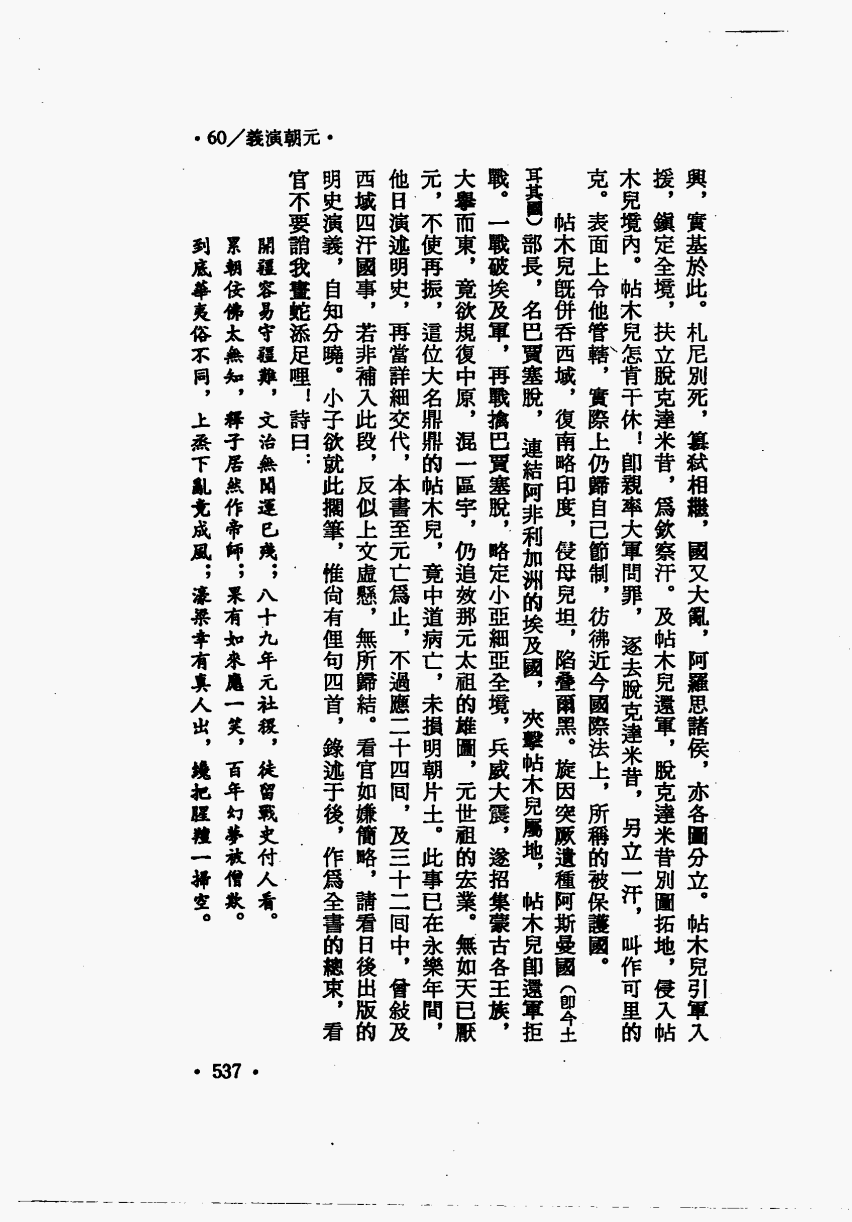 •60／義演朝元•
興，實基於此。札尼別死，篡弒相繼，國又大亂，阿羅思諸侯，亦各圖分立。帖木兒引軍入
援，鎭定全境，扶立脫克達米昔，爲欽察汗。及帖木兒還軍，脫克達米昔別圖拓地，侵入帖
木兒境內。帖木兒怎肯干休！卽親率大軍問罪，逐去脫克達米昔，另立一汗，叫作可里的
克。表面上令他管轄，實際上仍歸自己節制，彷彿近今國際法上，所稱的被保護國。
帖木兒旣併吞西域，復南略印度，侵母兒坦，陷疊爾黑。旋因突厥遺種阿斯曼國（卽今土
耳其國）部長，名巴賈塞脫，連結阿非利加洲的埃及國，夾擊帖木兒屬地，帖木兒卽還軍拒
戰。一戰破埃及軍，再戰擒巴賈塞脫，略定小亞細亞全境，兵威大震，遂招集蒙古各王族，
大舉而東，竟欲規復中原，混一區宇，仍追效那元太祖的雄圖，元世祖的宏業。無如天已厭
元，不使再振，這位大名鼎鼎的帖木兒，竟中道病亡，未損明朝片土。此事已在永樂年間，
他日演述明史，再當詳細交代，本書至元亡爲止，不過應二十四囘，及三十二囘中，曾敍及
西域四汗國事，若非補入此段，反似上文虛懸，無所歸結。看官如嫌簡略，請看日後出版的
明史演義，自知分曉。小子欲就此擱筆，惟尙有俚句四首，錄述于後，作爲全書的總束，看
官不要誚我畫蛇添足哩！詩曰：
開疆容易守疆難，文治無聞運已殘；八十九年元社稷，徒留戰史付人看。
累朝佞佛太無知，釋子居然作帝師；果有如來應一笑，百年幻夢被僧欺。
到底華夷俗不同，上烝下亂竟成風；濠梁幸有真人出，纔把腥羶一掃空。
•537•